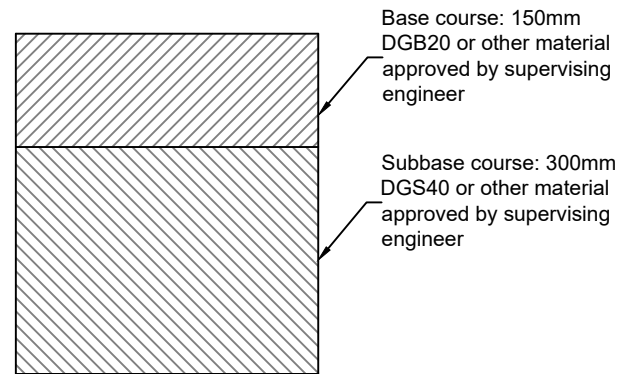 Base course: 150mm
DGB20 or other material
approved by supervising
engineer
Subbase course: 300mm
DGS40 or other material
approved by supervising
engineer